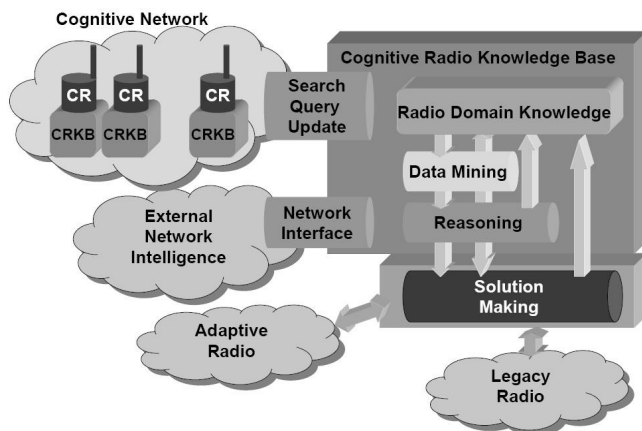 Cognitive Network
CR
CR
CR
CRKB
CRKB
CRKB
Search
Query
Update
Cognitive Radio Knowledge Base
Radio Domain Knowledge
Data Mining
Reasoning
External
Network
Intelligence
Network
Interface
Solution
Making
Adaptive
Radio
Legacy
Radio